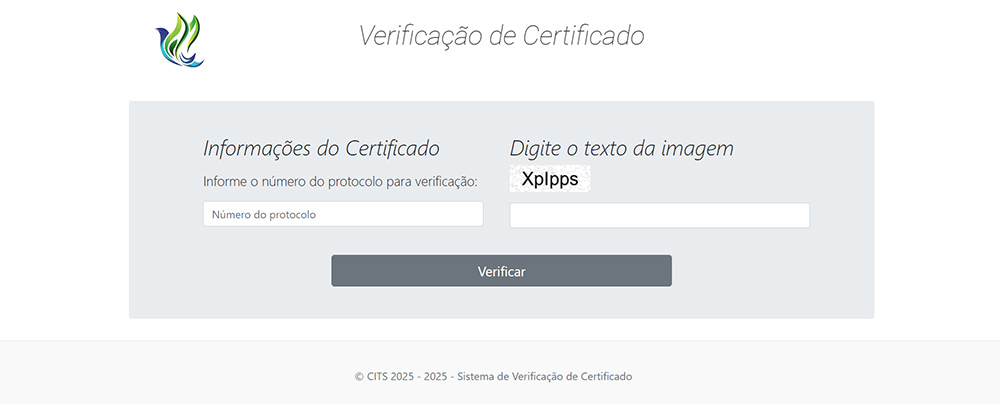 Verificação de Certificado
Informações do Certificado
Digite o texto da imagem
Informe o número do protocolo para verificação:
XpIpps
Número do protocolo
Verificar
© CITS 2025 - 2025 - Sistema de Verificação de Certificado